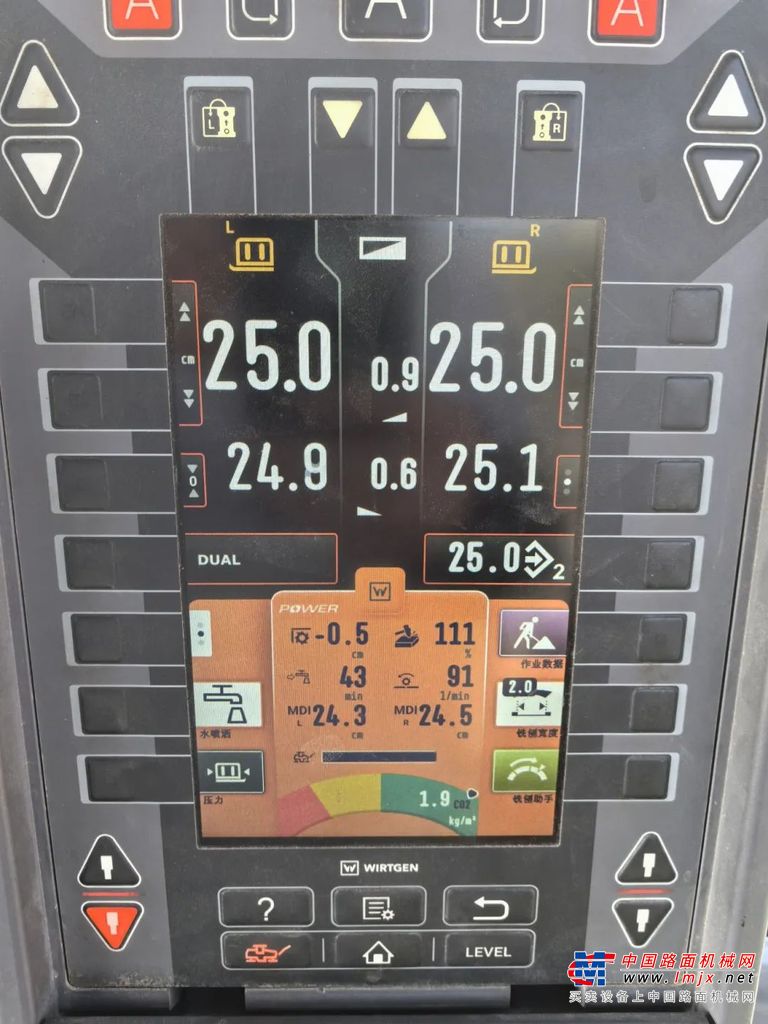 A A A
L R
L R
25.0 cm 0.9 25.0 cm
0 24.9 0.6 25.1
DUAL 25.0 2
W
POWER
-0.5 cm 111 %
作业数据
43 min 91 l/min
2.0
水喷洒 MDI L 24.3 cm MDI R 24.5 cm 铣刨宽度
压力 1.9 CO2 kg/m³ 铣刨助手
W WIRTGEN
?
LEVEL
中国路面机械网
www.lmjx.net
买卖设备上中国路面机械网